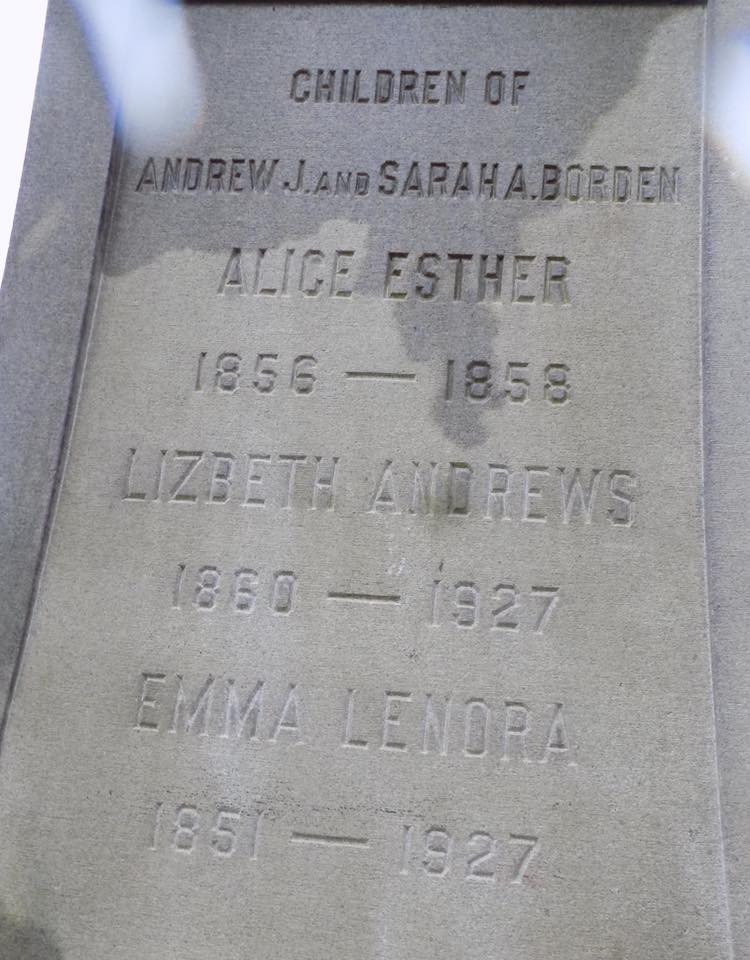 CHILDREN OF
ANDREW J. AND SARAH A. BORDEN
ALICE ESTHER
1856 — 1858
LIZBETH ANDREWS
1860 — 1927
EMMA LENORA
1851 — 1927